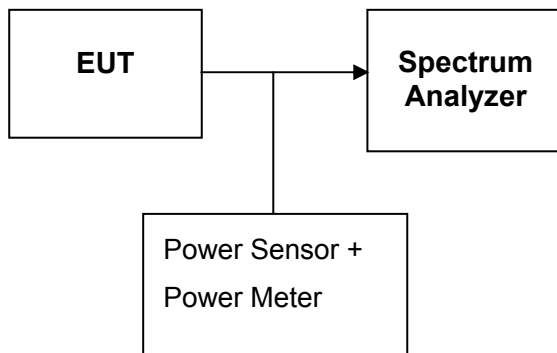 EUT
Spectrum
Analyzer
Power Sensor +
Power Meter